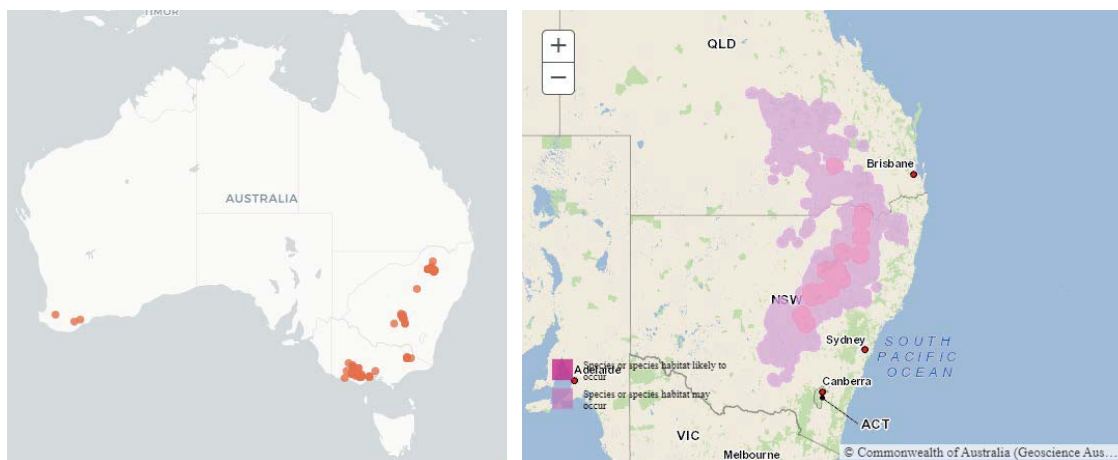 TIMOR
AUSTRALIA
+
−
QLD
Brisbane
NSW
Sydney
SOUTH
PACIFIC
OCEAN
Species or species habitat likely to
occur
Adelaide
Species or species habitat may
occur
Canberra
ACT
VIC
Melbourne
© Commonwealth of Australia (Geoscience Aus...